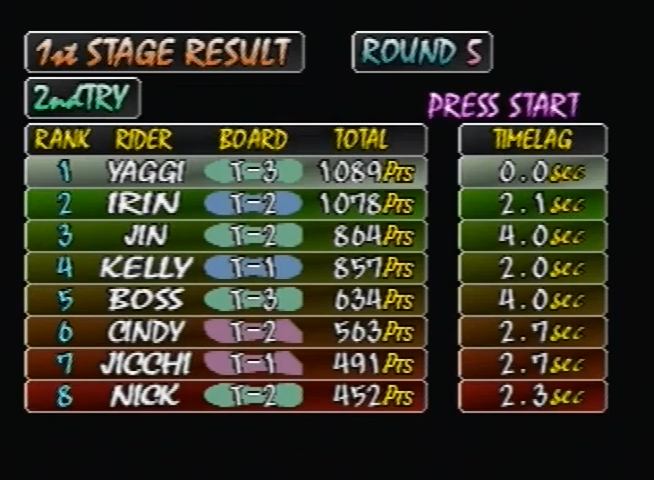 1st STAGE RESULT ROUND 5
2nd TRY
PRESS START
RANK RIDER BOARD TOTAL TIMELAG
1 YAGGI T-3 1089PTS 0.0sec
2 IRIN T-2 1078PTS 2.1sec
3 JIN T-2 864PTS 4.0sec
4 KELLY T-1 857PTS 2.0sec
5 BOSS T-3 634PTS 4.0sec
6 CINDY T-2 563PTS 2.7sec
7 JICCHI T-1 491PTS 2.7sec
8 NICK T-2 452PTS 2.3sec